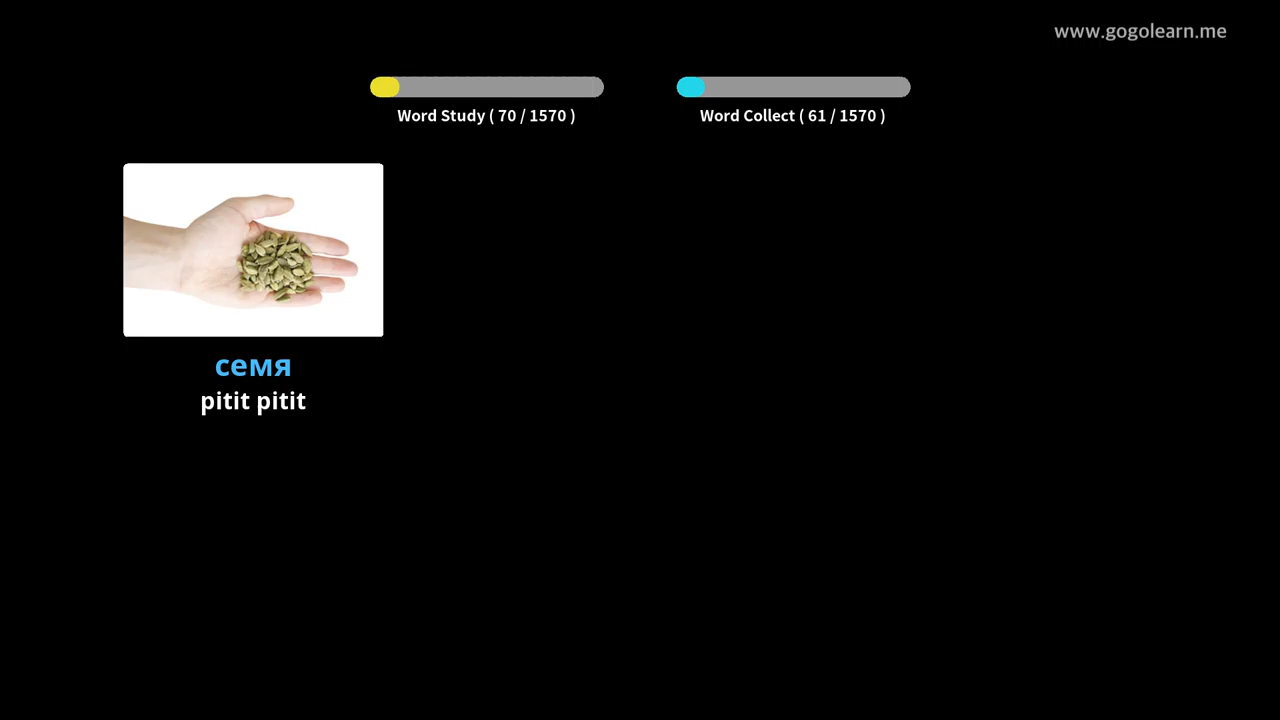 www.gogolearn.me
Word Study ( 70 / 1570 )
Word Collect ( 61 / 1570 )
семя
pitit pitit